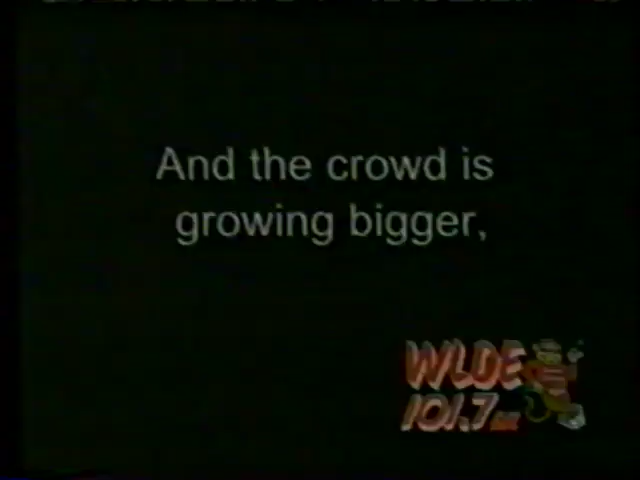 And the crowd is
growing bigger,
WLDE
101.7